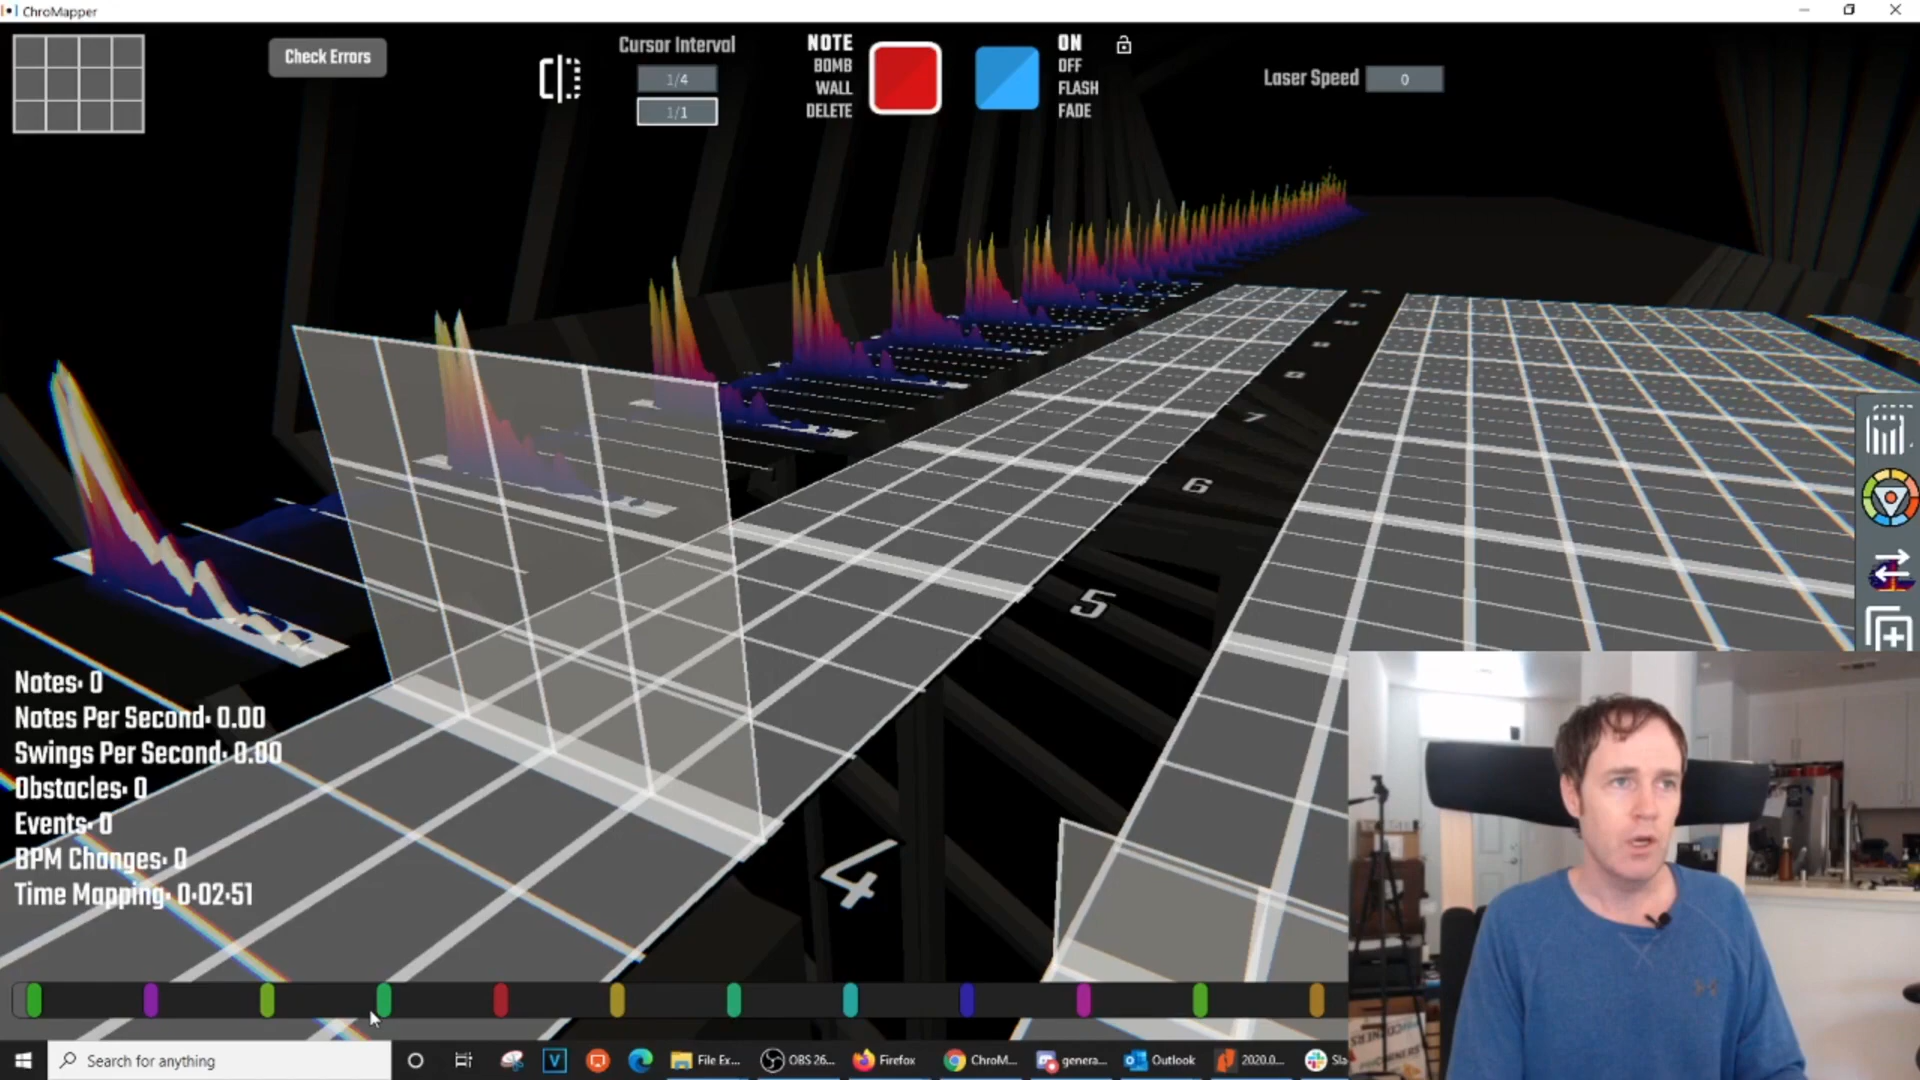 ChroMapper
Check Errors
Cursor Interval
1/4
1/1
NOTE
BOMB
WALL
DELETE
ON
OFF
FLASH
FADE
Laser Speed
0
9
8
7
6
5
4
Notes: 0
Notes Per Second: 0.00
Swings Per Second: 0.00
Obstacles: 0
Events: 0
BPM Changes: 0
Time Mapping: 0:02:51
Search for anything
File Ex...
OBS 26...
Firefox
ChroM...
genera...
Outlook
2020.0...
Sla